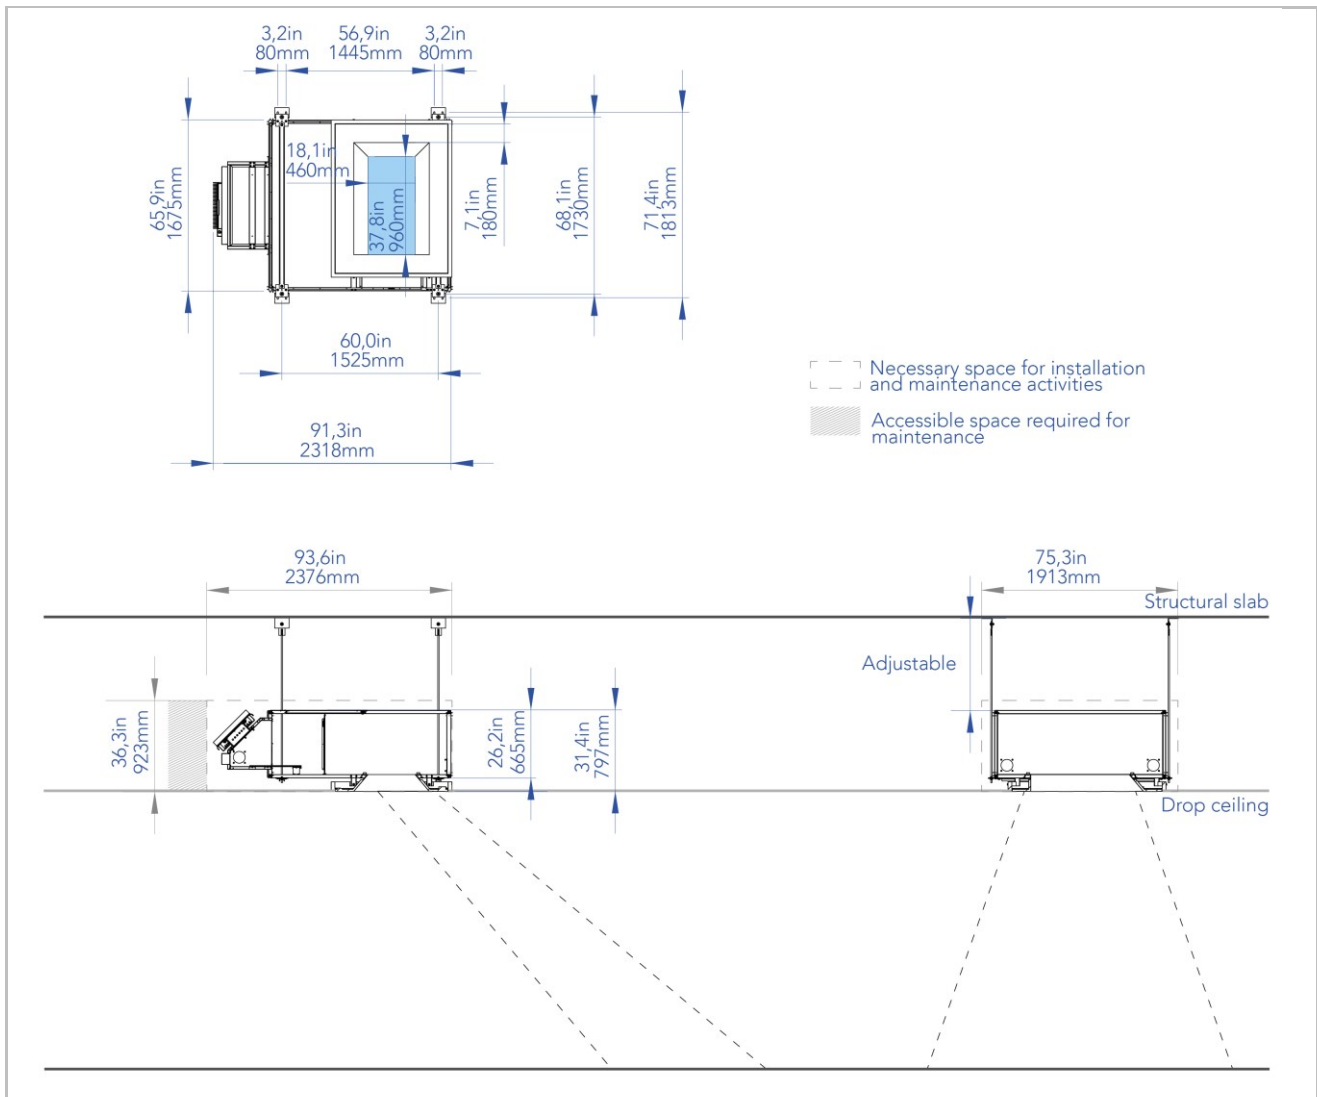 3,2in
80mm
56,9in
1445mm
3,2in
80mm
65,9in
1675mm
18,1in
460mm
37,8in
960mm
7,1in
180mm
68,1in
1730mm
71,4in
1813mm
60,0in
1525mm
91,3in
2318mm
Necessary space for installation
and maintenance activities
Accessible space required for
maintenance
93,6in
2376mm
75,3in
1913mm
Structural slab
Adjustable
36,3in
923mm
26,2in
665mm
31,4in
797mm
Drop ceiling